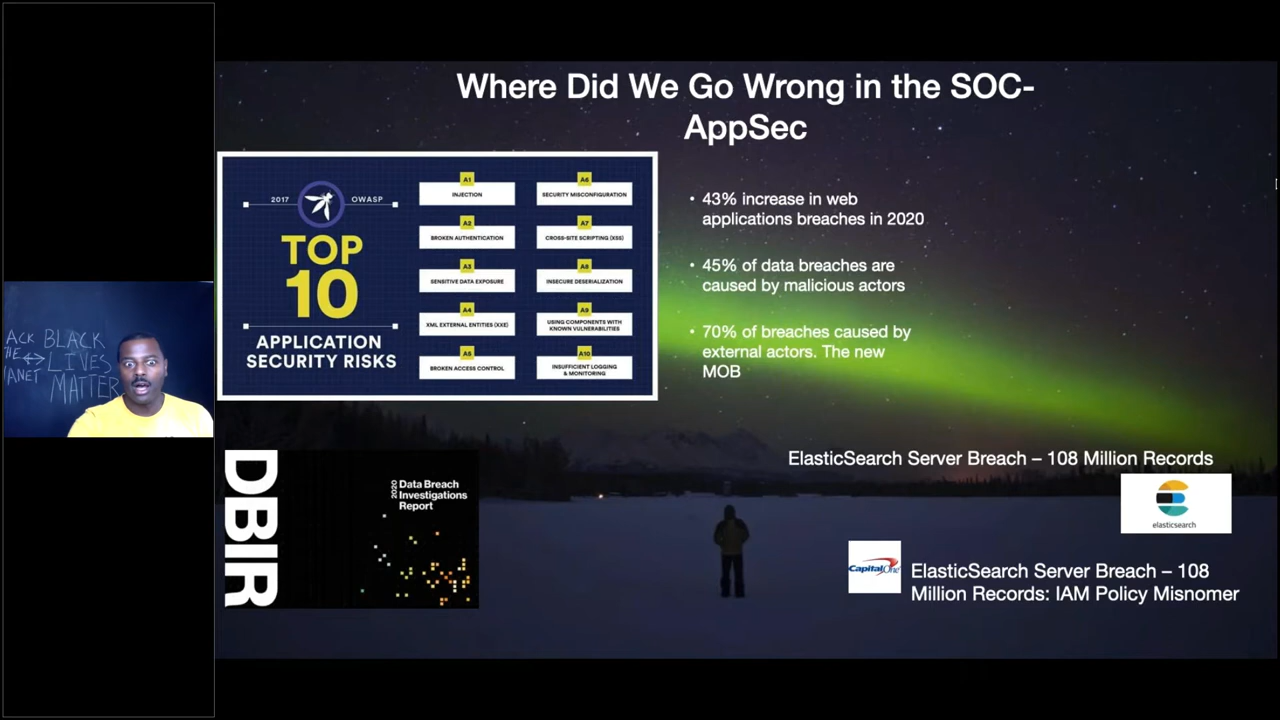 Where Did We Go Wrong in the SOC-
AppSec
2017 OWASP
TOP
10
APPLICATION
SECURITY RISKS
A1
INJECTION
A2
BROKEN AUTHENTICATION
A3
SENSITIVE DATA EXPOSURE
A4
XML EXTERNAL ENTITIES (XXE)
A5
BROKEN ACCESS CONTROL
A6
SECURITY MISCONFIGURATION
A7
CROSS-SITE SCRIPTING (XSS)
A8
INSECURE DESERIALIZATION
A9
USING COMPONENTS WITH
KNOWN VULNERABILITIES
A10
INSUFFICIENT LOGGING
& MONITORING
• 43% increase in web
applications breaches in 2020
• 45% of data breaches are
caused by malicious actors
• 70% of breaches caused by
external actors. The new
MOB
ACK BLACK
LIVES
ANET MATTER
DBIR
2020 Data Breach
Investigations
Report
ElasticSearch Server Breach – 108 Million Records
elasticsearch
Capital One
ElasticSearch Server Breach – 108
Million Records: IAM Policy Misnomer